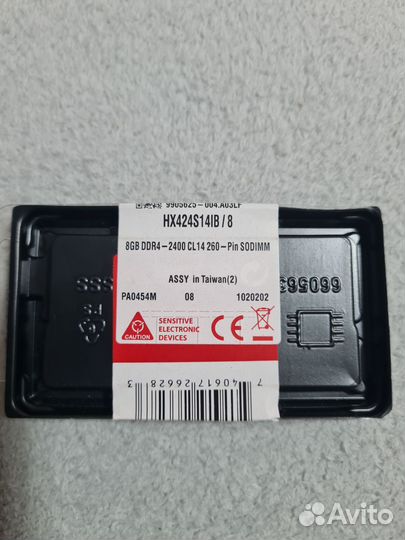 9905625-004.A03LF
HX424S14IB / 8
8GB DDR4-2400 CL14 260-Pin SODIMM
ASSY in Taiwan(2)
PA0454M 08 1020202
CAUTION
SENSITIVE
ELECTRONIC
DEVICES
7 40617 26628 3
Avito